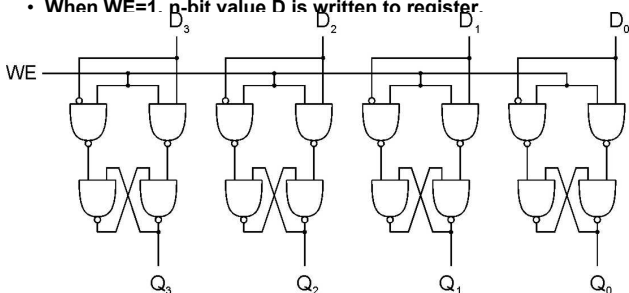 • When WE=1, n-bit value D is written to register.
D3 D2 D1 D0
WE
Q3 Q2 Q1 Q0